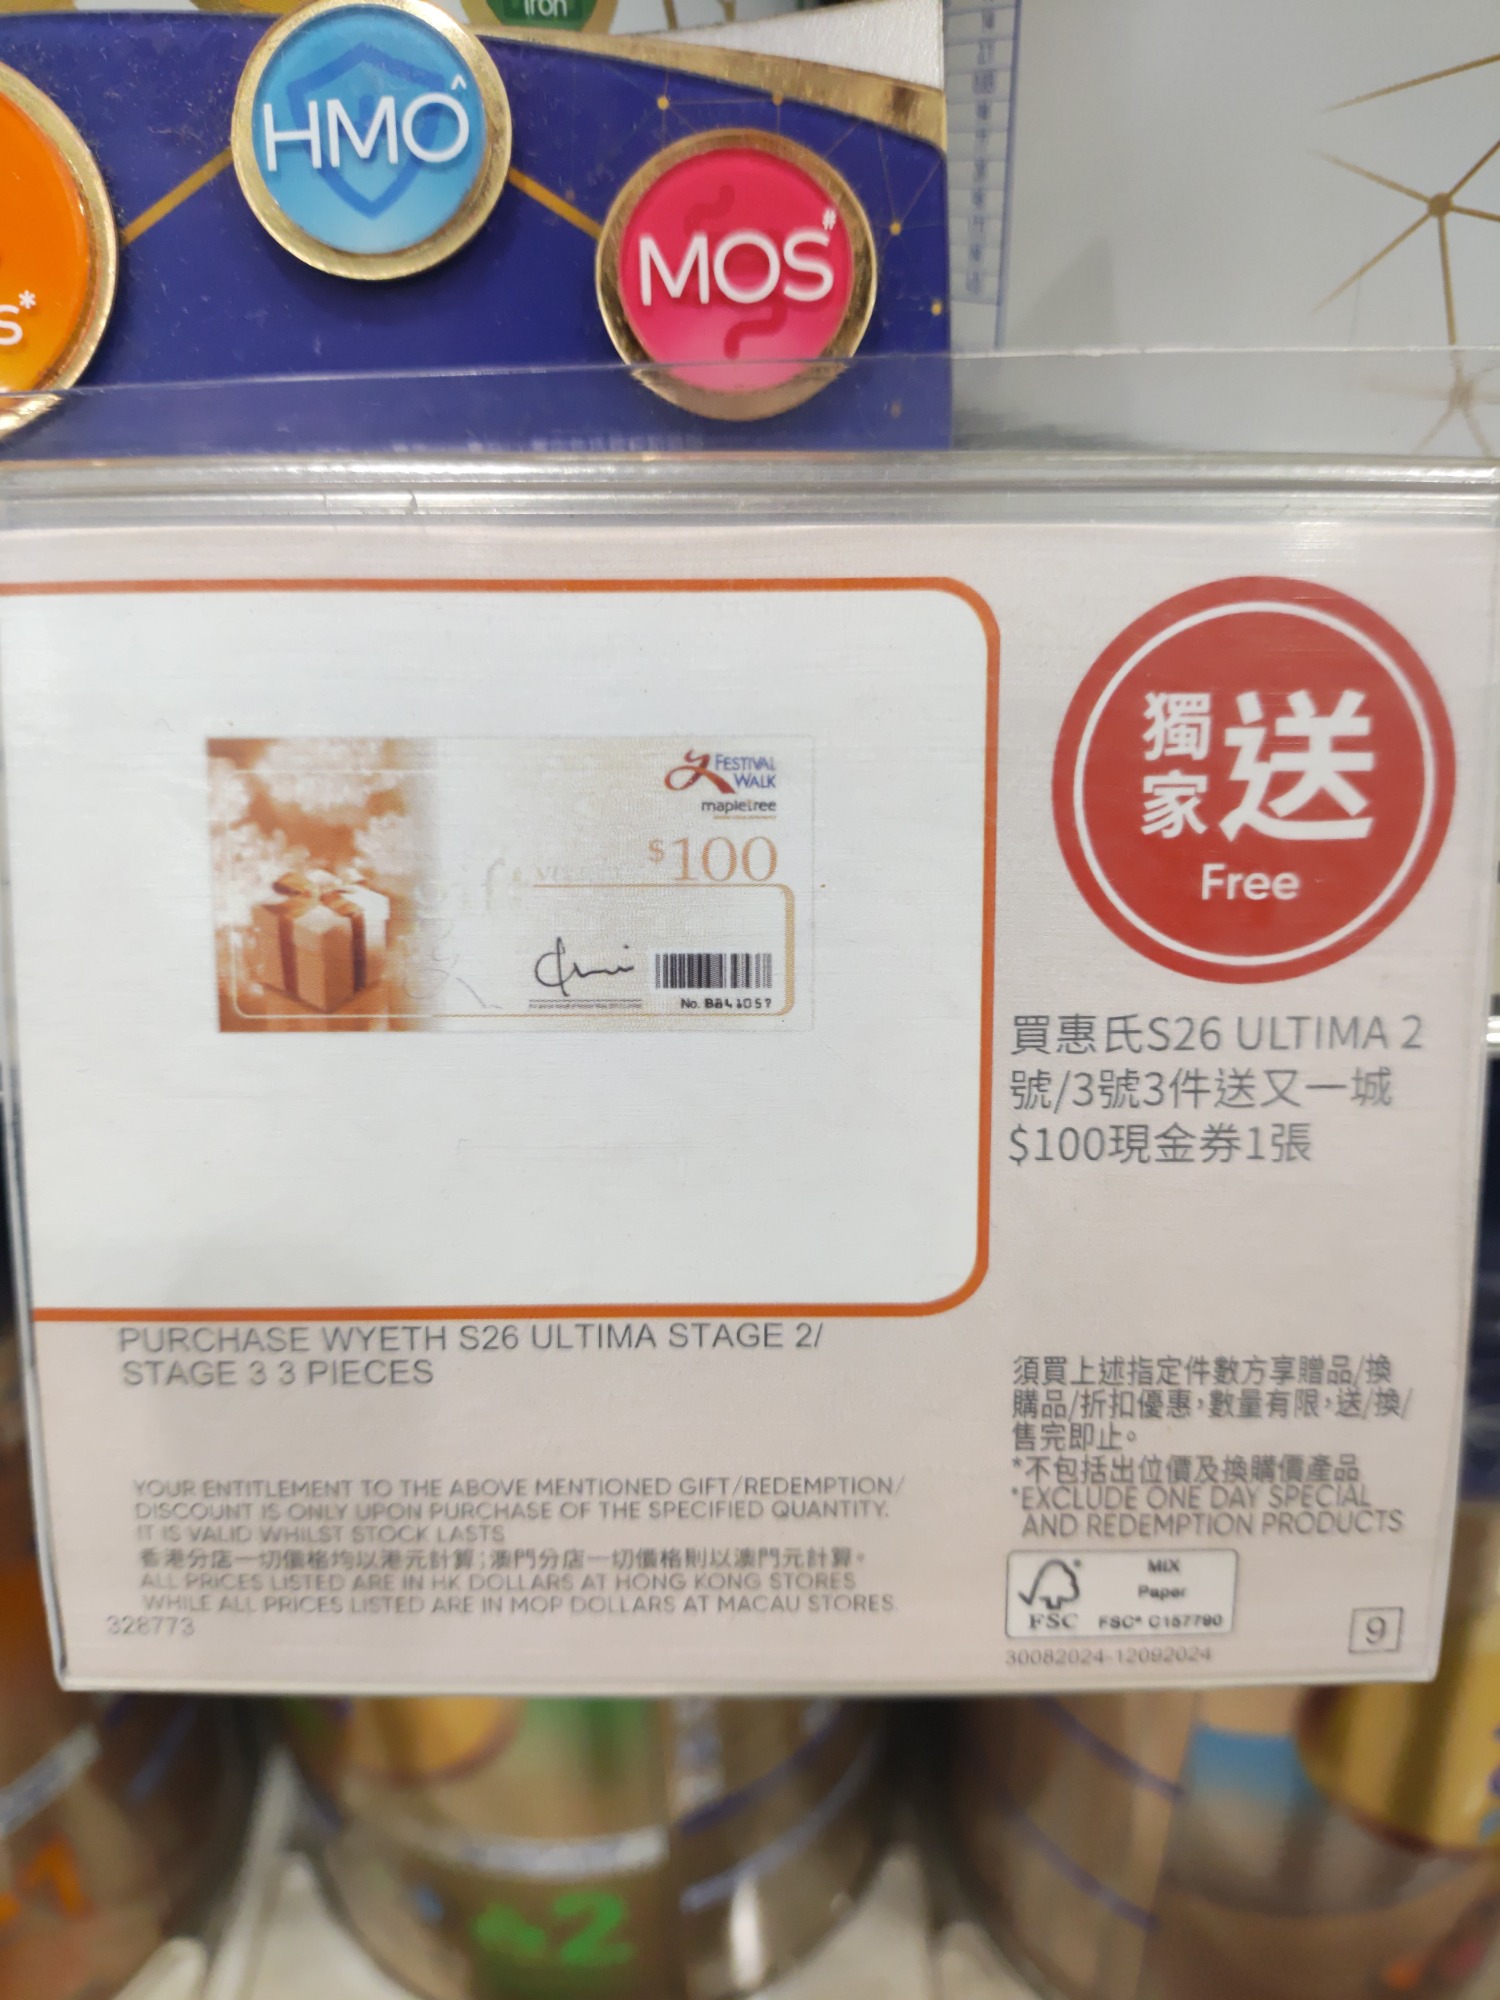 Iron
HMO^
MOS#
S*
FESTIVAL
WALK
mapletree
$100
gift
No. BB41057
獨家送
Free
買惠氏S26 ULTIMA 2
號/3號3件送又一城
$100現金券1張
PURCHASE WYETH S26 ULTIMA STAGE 2/
STAGE 3 3 PIECES
須買上述指定件數方享贈品/換
購品/折扣優惠,數量有限,送/換/
售完即止。
*不包括出位價及換購價產品
*EXCLUDE ONE DAY SPECIAL
AND REDEMPTION PRODUCTS
YOUR ENTITLEMENT TO THE ABOVE MENTIONED GIFT/REDEMPTION/
DISCOUNT IS ONLY UPON PURCHASE OF THE SPECIFIED QUANTITY.
IT IS VALID WHILST STOCK LASTS
香港分店一切價格均以港元計算;澳門分店一切價格則以澳門元計算。
ALL PRICES LISTED ARE IN HK DOLLARS AT HONG KONG STORES
WHILE ALL PRICES LISTED ARE IN MOP DOLLARS AT MACAU STORES.
328773
FSC
MIX
Paper
FSC® C157790
30082024-12092024
9
2